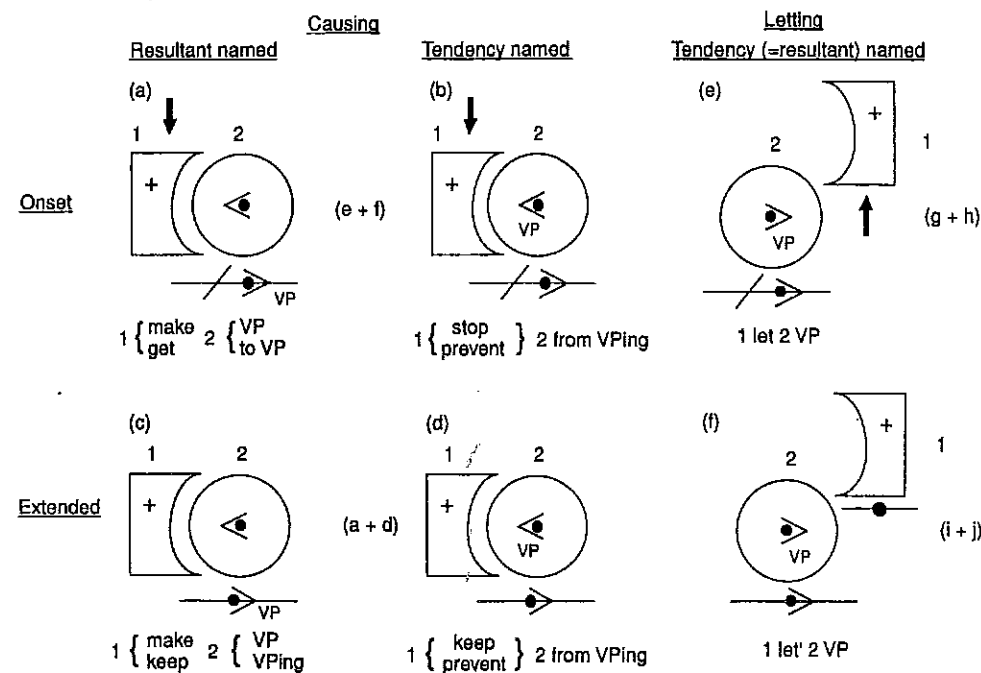 Causing
Letting
Resultant named
Tendency named
Tendency (=resultant) named
(a)
(b)
(e)
1
2
1
2
2
+
1
+
+
Onset
(e + f)
VP
VP
(g + h)
VP
1 { make get 2 { VP to VP
1 { stop prevent } 2 from VPing
1 let 2 VP
(c)
(d)
(f)
1
2
1
2
2
+
1
+
+
Extended
(a + d)
VP
VP
(i + j)
VP
1 { make keep 2 { VP VPing
1 { keep prevent } 2 from VPing
1 let' 2 VP